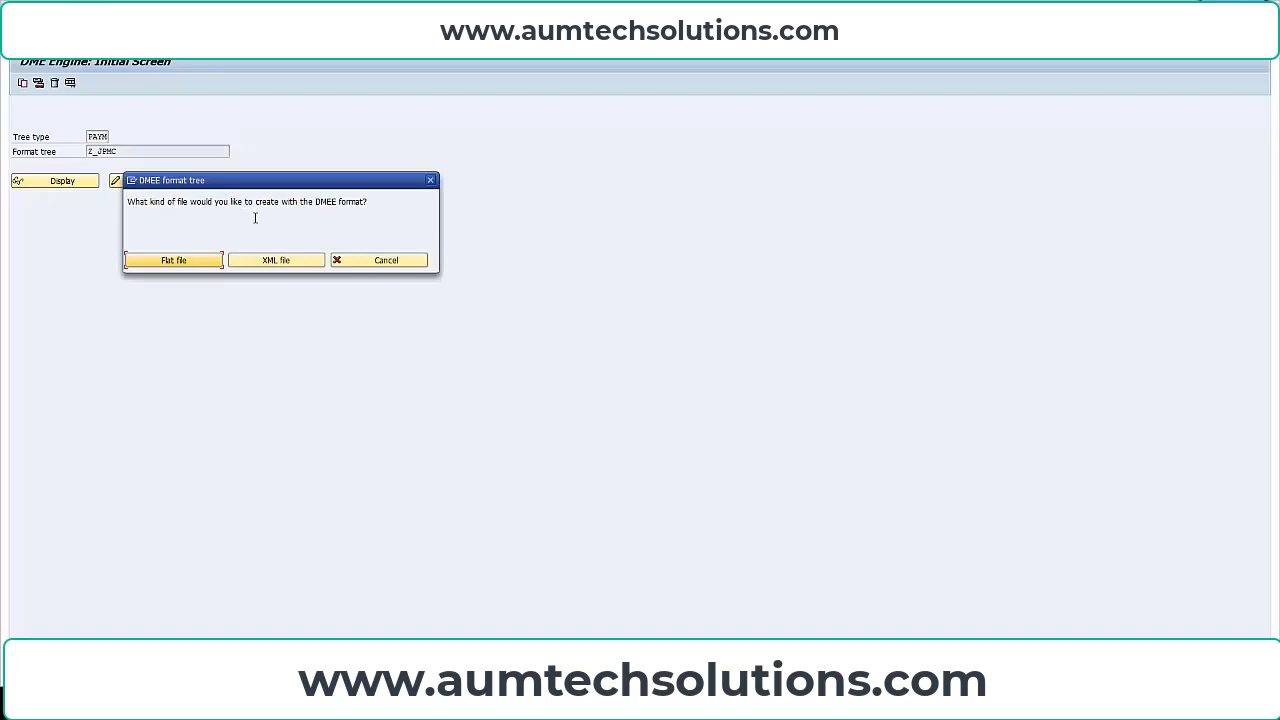 www.aumtechsolutions.com
DME Engine: Initial Screen
Tree type PAYM
Format tree Z_JPMC
Display
DMEE format tree
What kind of file would you like to create with the DMEE format?
Flat file XML file Cancel
www.aumtechsolutions.com